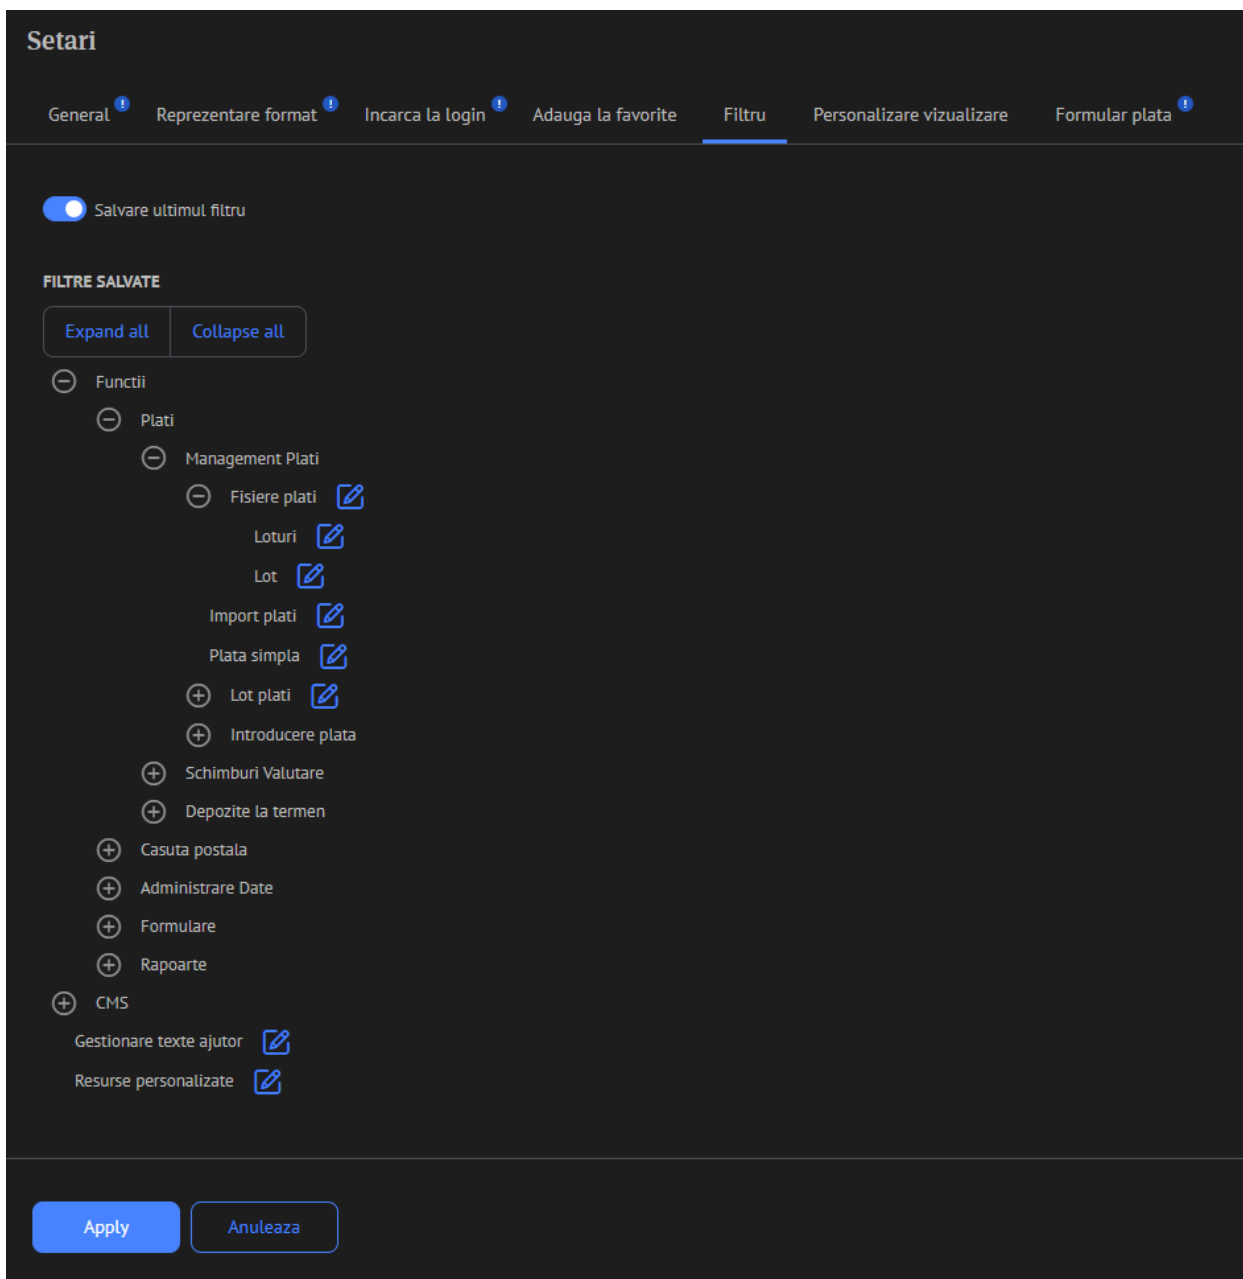 Setari
General Reprezentare format Incarca la login Adauga la favorite Filtru Personalizare vizualizare Formular plata
Salvare ultimul filtru
FILTRE SALVATE
Expand all Collapse all
Functii
Plati
Management Plati
Fisiere plati
Loturi
Lot
Import plati
Plata simpla
Lot plati
Introducere plata
Schimburi Valutare
Depozite la termen
Casuta postala
Administrare Date
Formulare
Rapoarte
CMS
Gestionare texte ajutor
Resurse personalizate
Apply Anuleaza